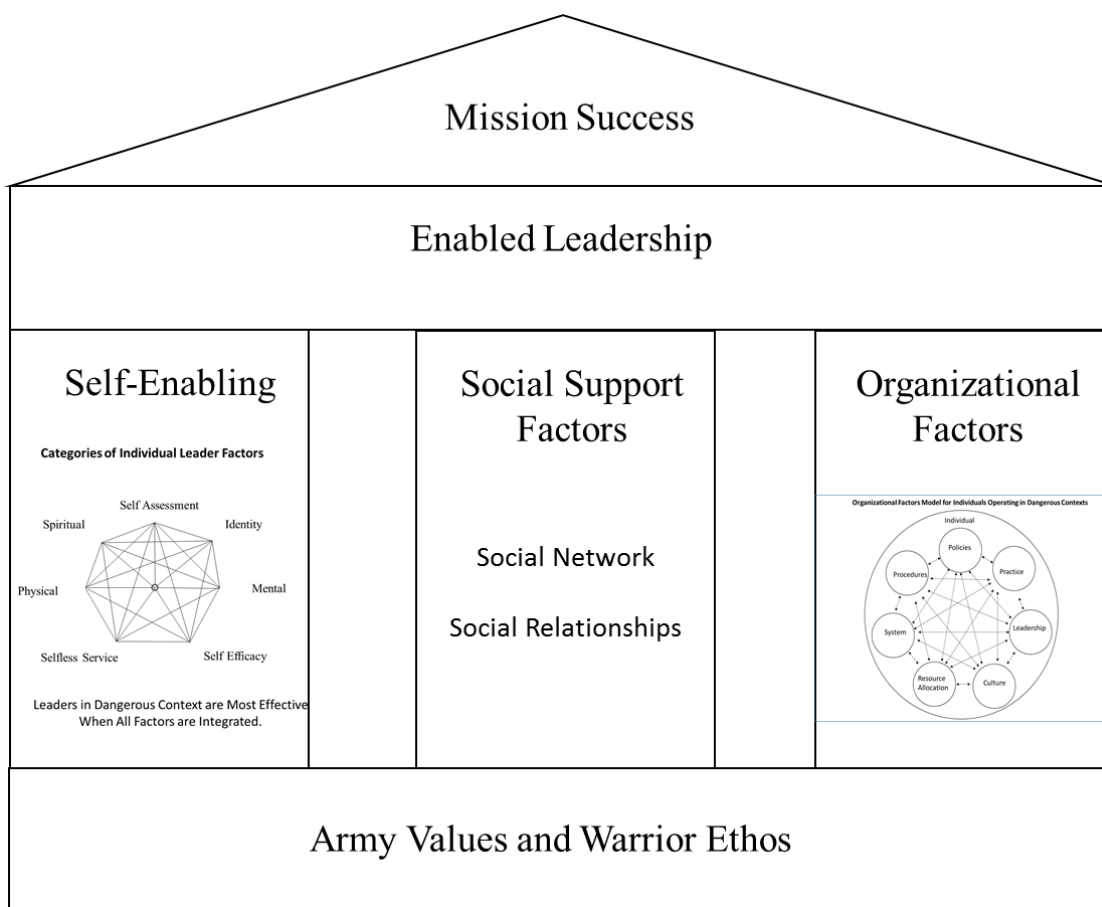 Mission Success
Enabled Leadership
Self-Enabling
Categories of Individual Leader Factors
Self Assessment
Spiritual
Identity
Physical
Mental
Selfless Service
Self Efficacy
Leaders in Dangerous Context are Most Effective
When All Factors are Integrated.
Social Support
Factors
Social Network
Social Relationships
Organizational
Factors
Organizational Factors Model for Individuals Operating in Dangerous Contexts
Individual
Policies
Procedures
Practice
System
Leadership
Resource
Allocation
Culture
Army Values and Warrior Ethos